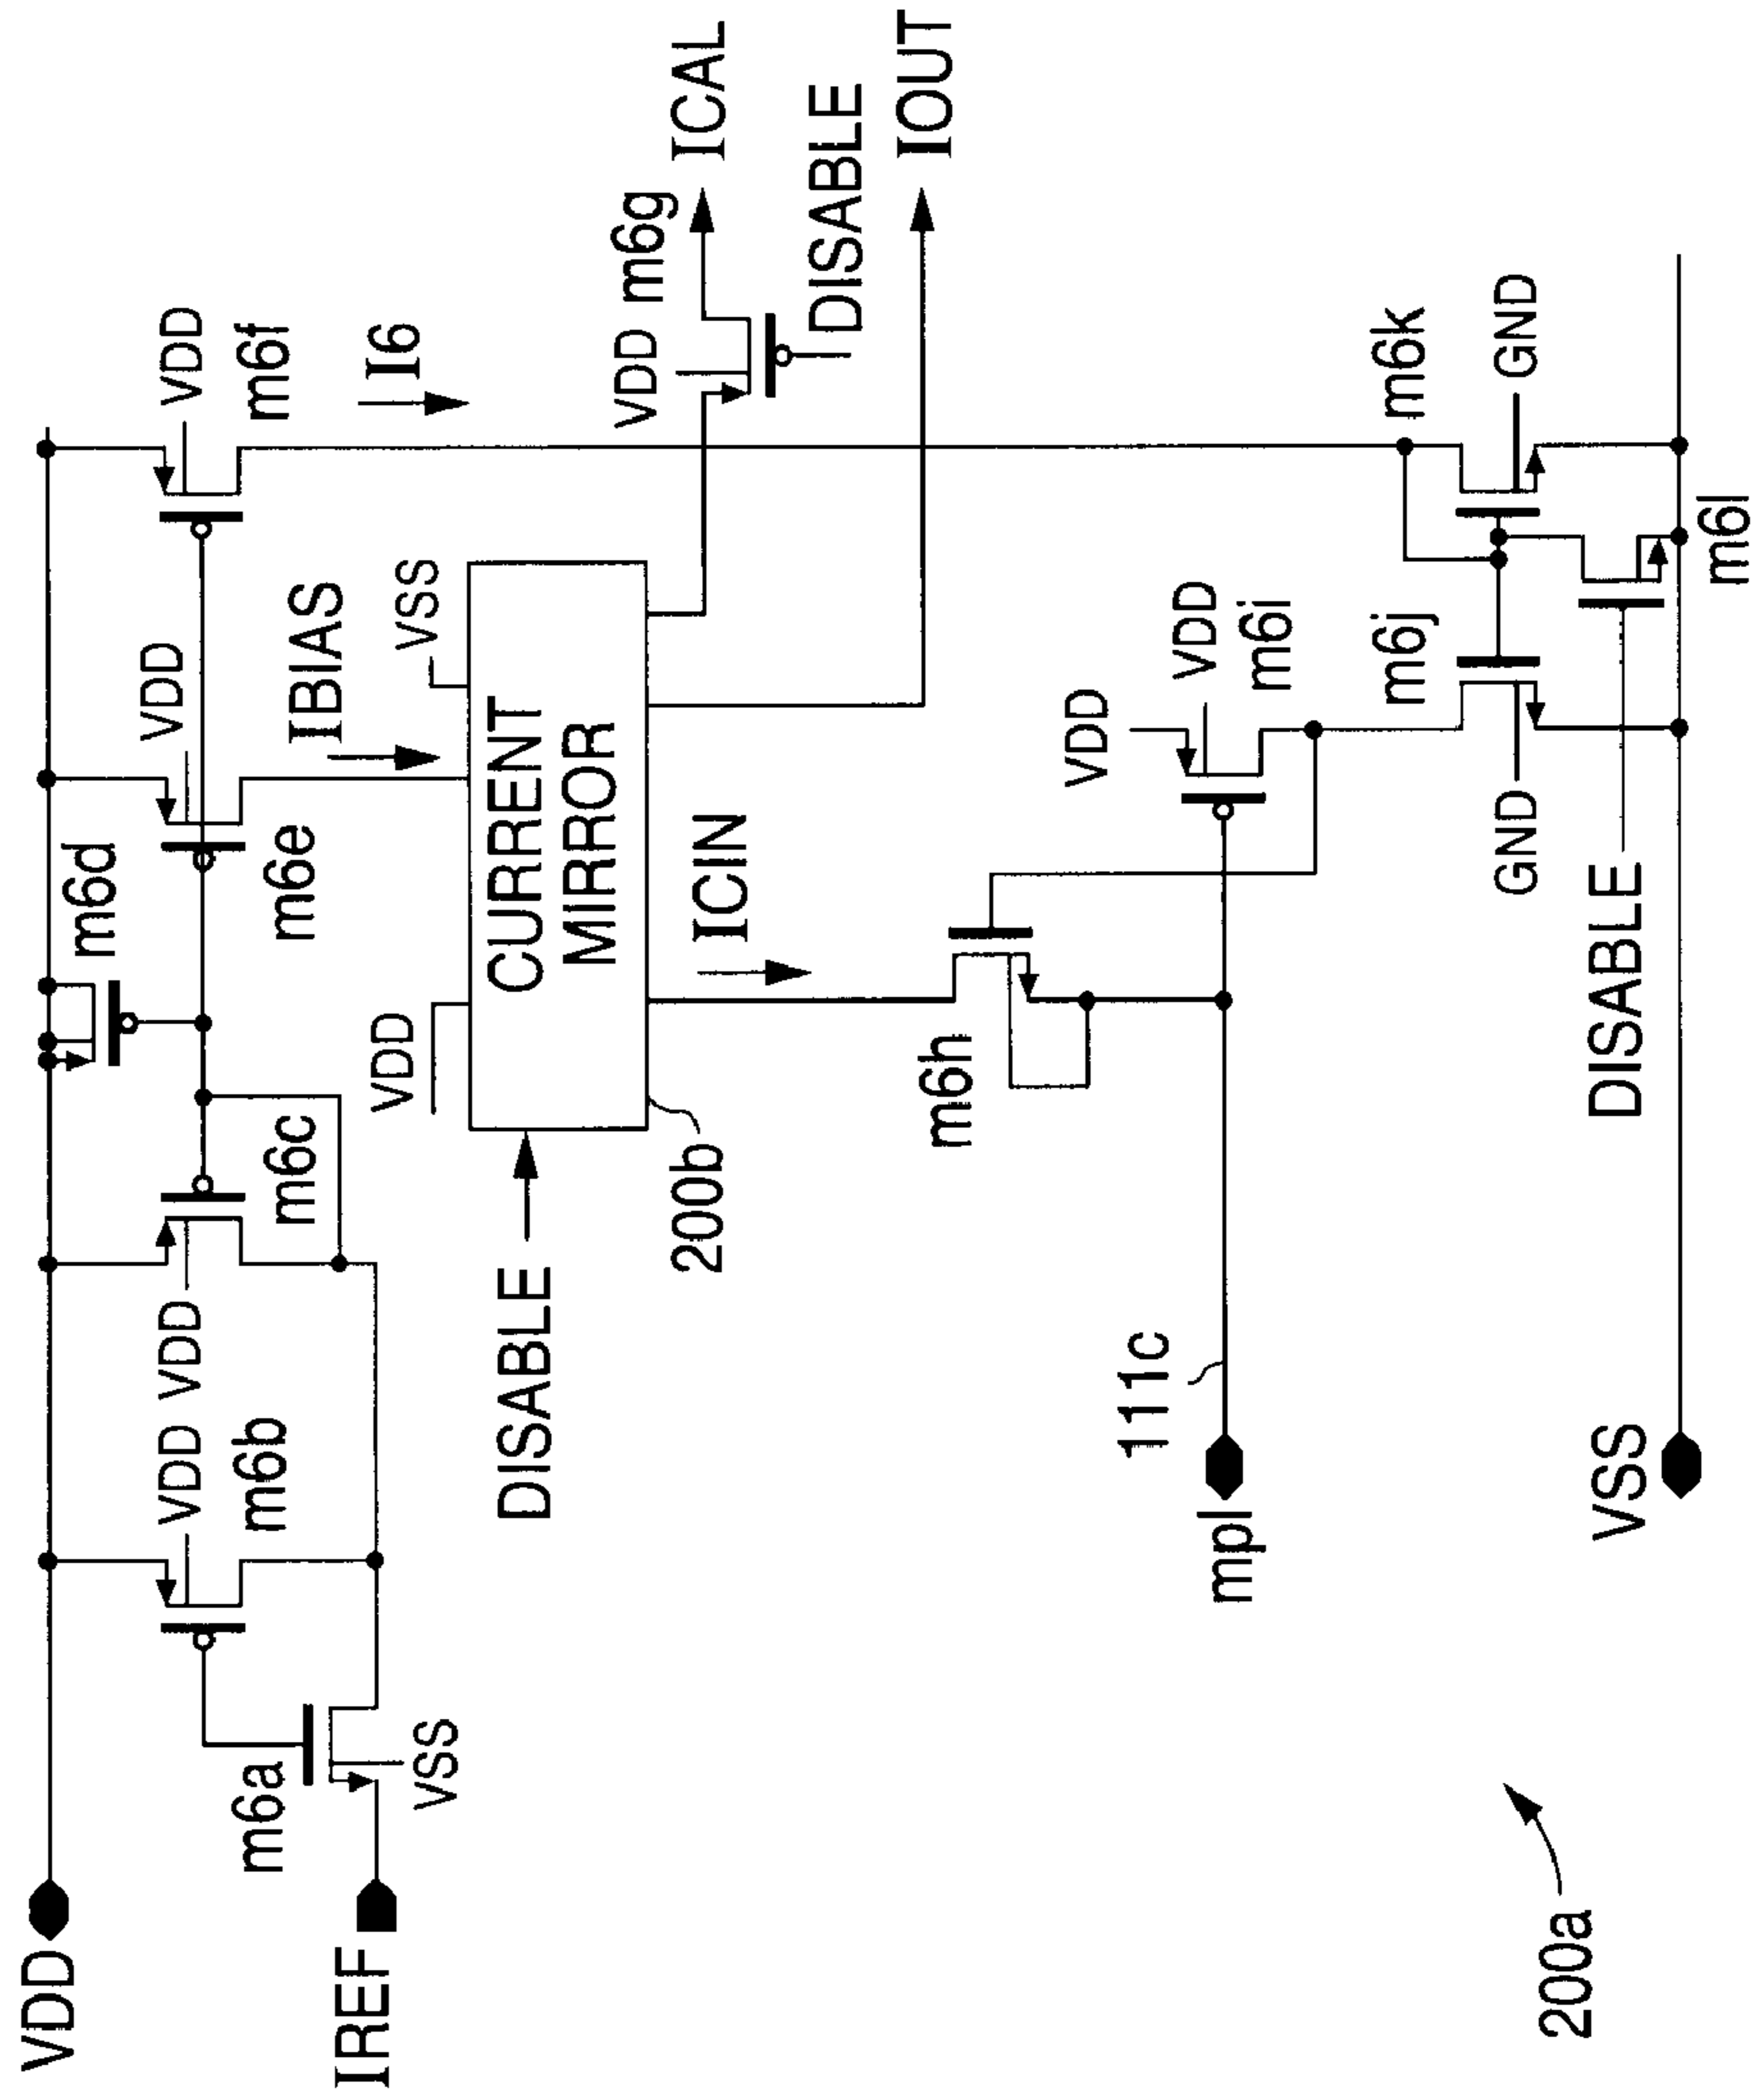 VDD
m6d
VDD
VDD
VDD
VDD
m6a
m6b
m6c
m6e
m6f
IREF
VSS
VDD
IBIAS
VSS
I6
DISABLE
CURRENT
MIRROR
VDD
m6g
ICAL
200b
ICIN
DISABLE
IOUT
m6h
VDD
111c
VDD
m6i
mpl
m6j
m6k
GND
GND
VSS
DISABLE
m6l
200a